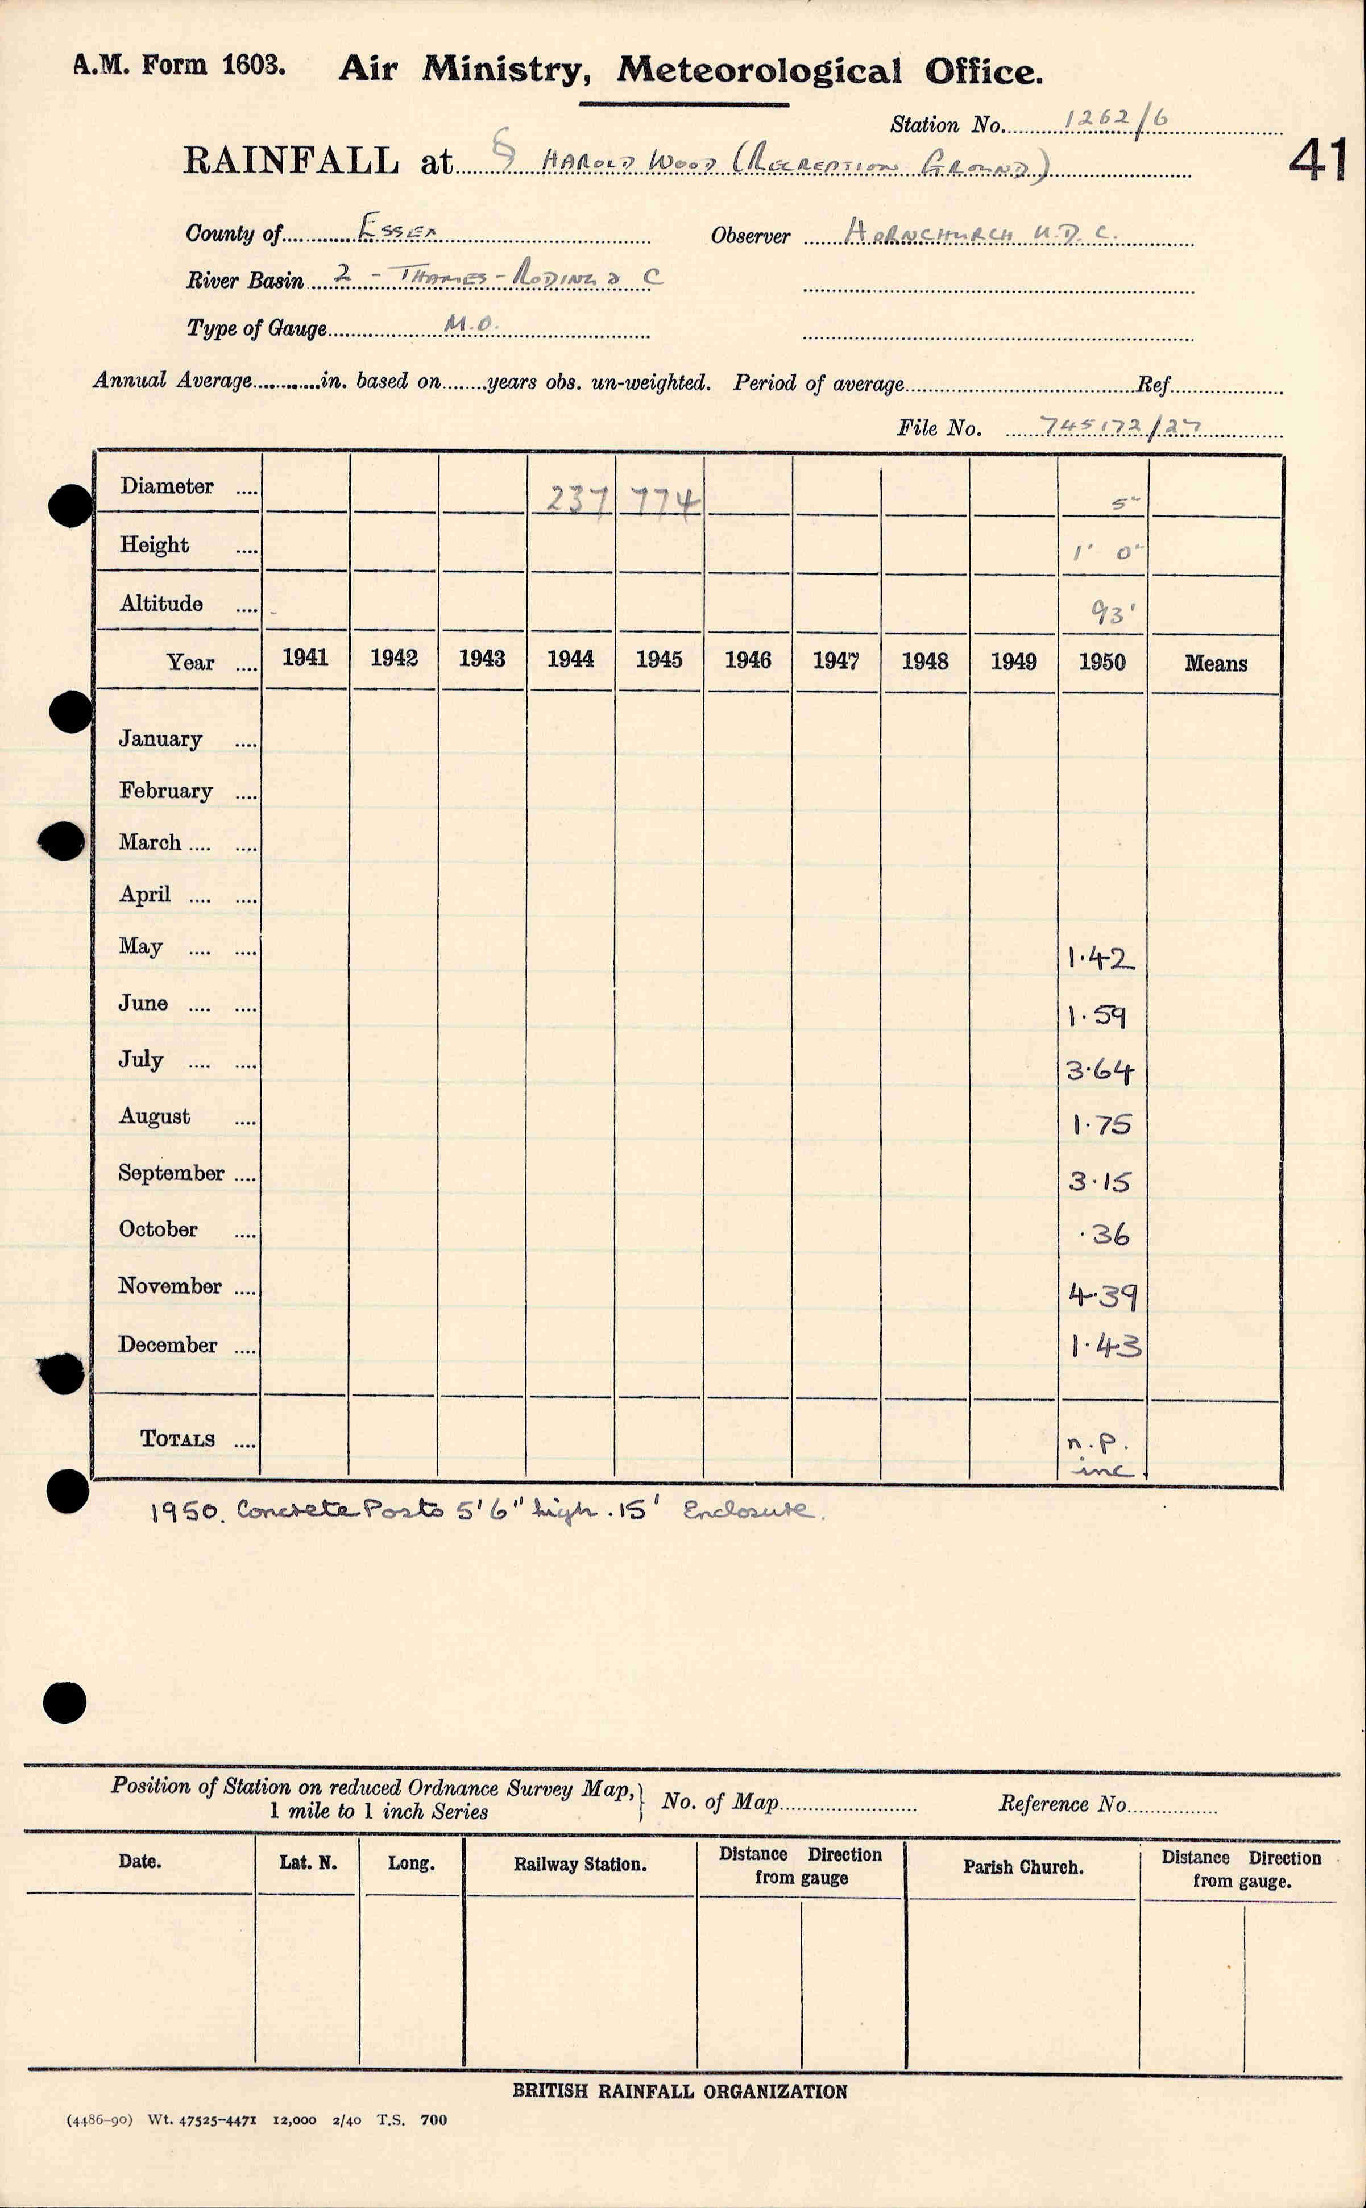 A.M. Form 1603. Air Ministry, Meteorological Office.
Station No. 1262/6
RAINFALL at § HAROLD WOOD (RECREATION GROUND)
41
County of ESSEX Observer HORNCHURCH U.D.C.
River Basin 2 - THAMES - RODING & C
Type of Gauge M.O.
Annual Average............in. based on........years obs. un-weighted. Period of average........Ref........
File No. 745172/27
Diameter .... 237 774 5"
Height .... 1' 0"
Altitude .... 93'
Year .... 1941 1942 1943 1944 1945 1946 1947 1948 1949 1950 Means
January ....
February ....
March .... ....
April .... ....
May .... .... 1.42
June .... .... 1.59
July .... .... 3.64
August .... 1.75
September .... 3.15
October .... .36
November .... 4.39
December .... 1.43
TOTALS .... n.p.
inc.
1950. Concrete Posts 5'6" high. 15' Enclosure.
Position of Station on reduced Ordnance Survey Map,} No. of Map........ Reference No........
1 mile to 1 inch Series
Date. Lat. N. Long. Railway Station. Distance Direction Parish Church. Distance Direction
from gauge from gauge.
BRITISH RAINFALL ORGANIZATION
(4486-90) Wt. 47525-4471 12,000 2/40 T.S. 700